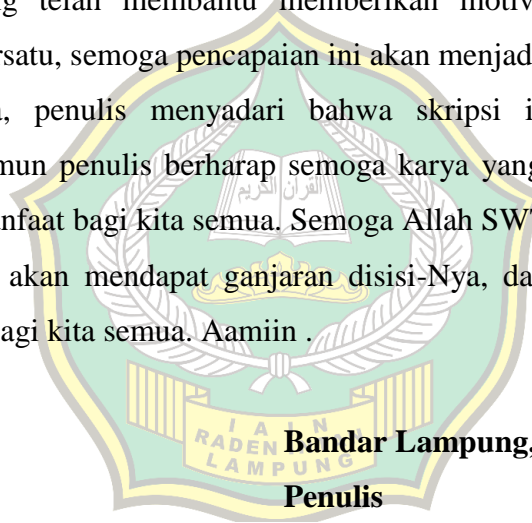 telah membantu memberikan
rsatu, semoga pencapaian ini akan menjad
penulis menyadari bahwa skripsi
mun penulis berharap semoga karya yang
nfaat bagi kita semua. Semoga Allah SWT
akan mendapat ganjaran disisi-Nya, da
agi kita semua. Aamiin .
القرآن الكريم
I A I N
RADEN INTAN
LAMPUNG
Bandar Lampung,
Penulis